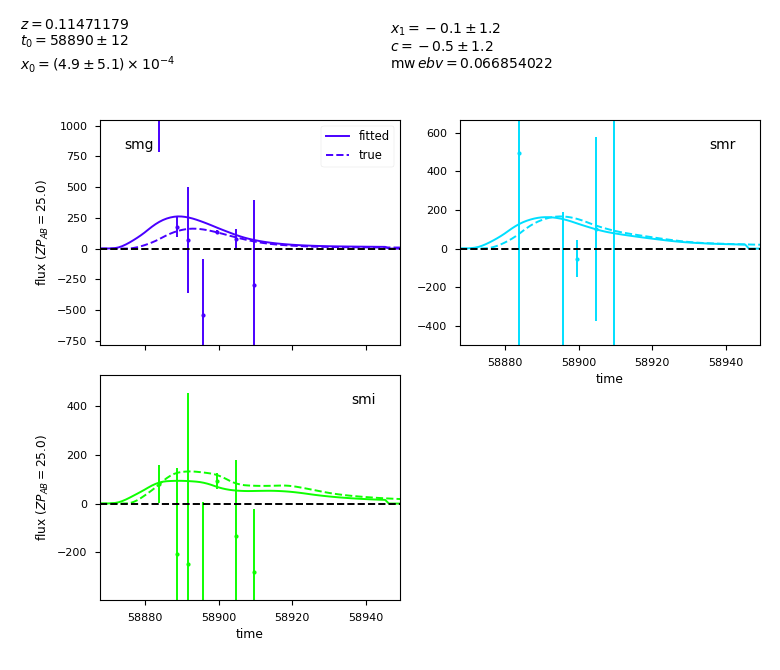 z = 0.11471179
t0 = 58890 ± 12
x0 = (4.9 ± 5.1) × 10^-4
x1 = −0.1 ± 1.2
c = −0.5 ± 1.2
mw ebv = 0.066854022
smg
fitted
true
1000
750
500
250
0
−250
−500
−750
flux (ZP_AB = 25.0)
smr
600
400
200
0
−200
−400
58880 58900 58920 58940
time
smi
400
200
0
−200
flux (ZP_AB = 25.0)
58880 58900 58920 58940
time